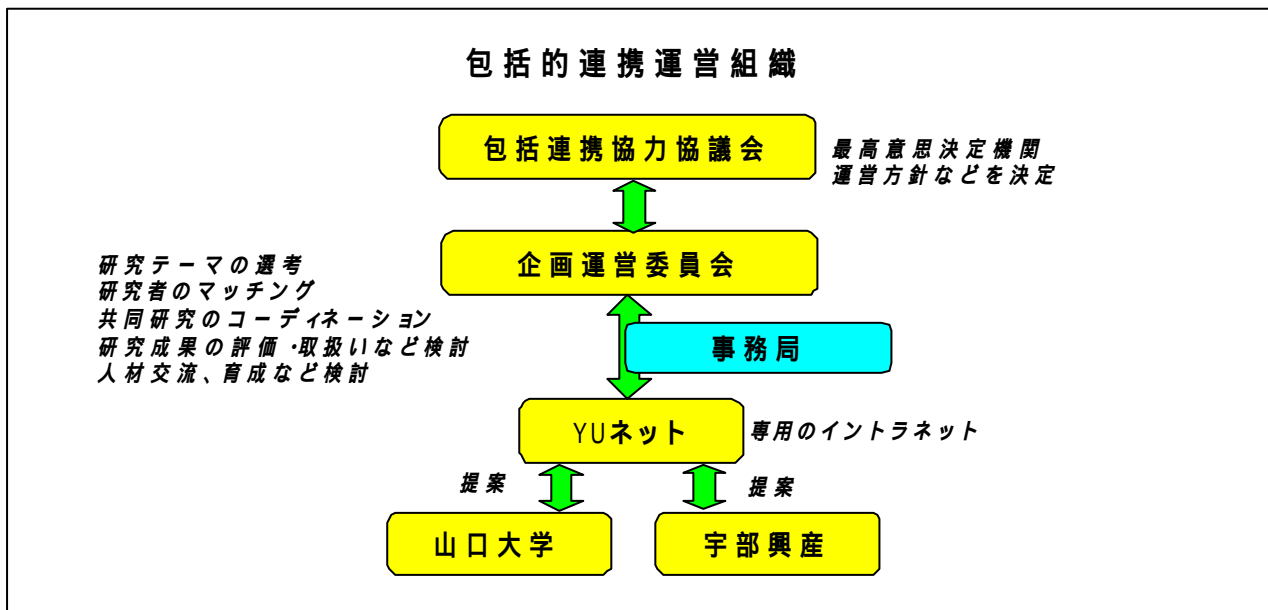 包括的連携運営組織
包括連携協力協議会
最高意思決定機関
運営方針などを決定
企画運営委員会
研究テーマの選考
研究者のマッチング
共同研究のコーディネーション
研究成果の評価・取扱いなど検討
人材交流、育成など検討
事務局
YUネット
専用のイントラネット
提案
提案
山口大学
宇部興産